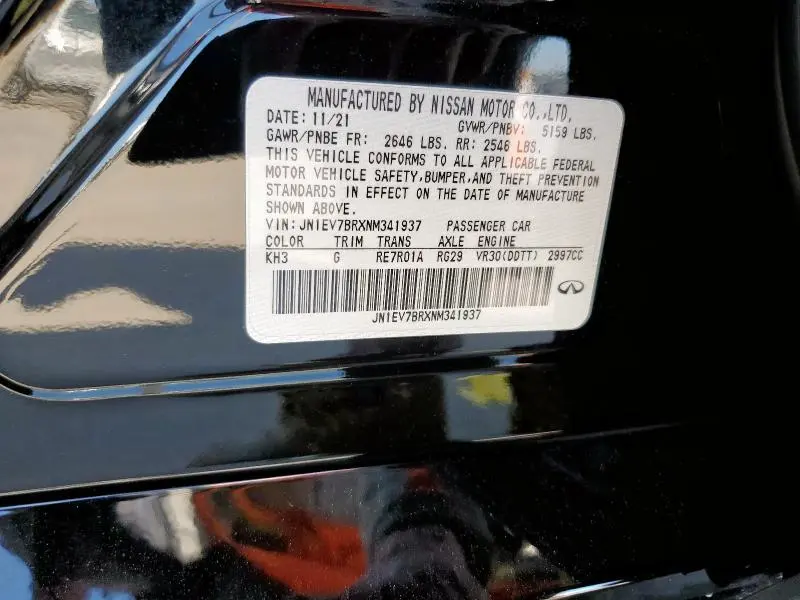 MANUFACTURED BY NISSAN MOTOR CO.,LTD.
DATE: 11/21 GVWR/PNBV: 5159 LBS.
GAWR/PNBE FR: 2646 LBS. RR: 2546 LBS.
THIS VEHICLE CONFORMS TO ALL APPLICABLE FEDERAL
MOTOR VEHICLE SAFETY,BUMPER,AND THEFT PREVENTION
STANDARDS IN EFFECT ON THE DATE OF MANUFACTURE
SHOWN ABOVE.
VIN: JN1EV7BRXNM341937 PASSENGER CAR
COLOR TRIM TRANS AXLE ENGINE
KH3 G RE7R01A RG29 VR30(DDTT) 2997CC
JN1EV7BRXNM341937